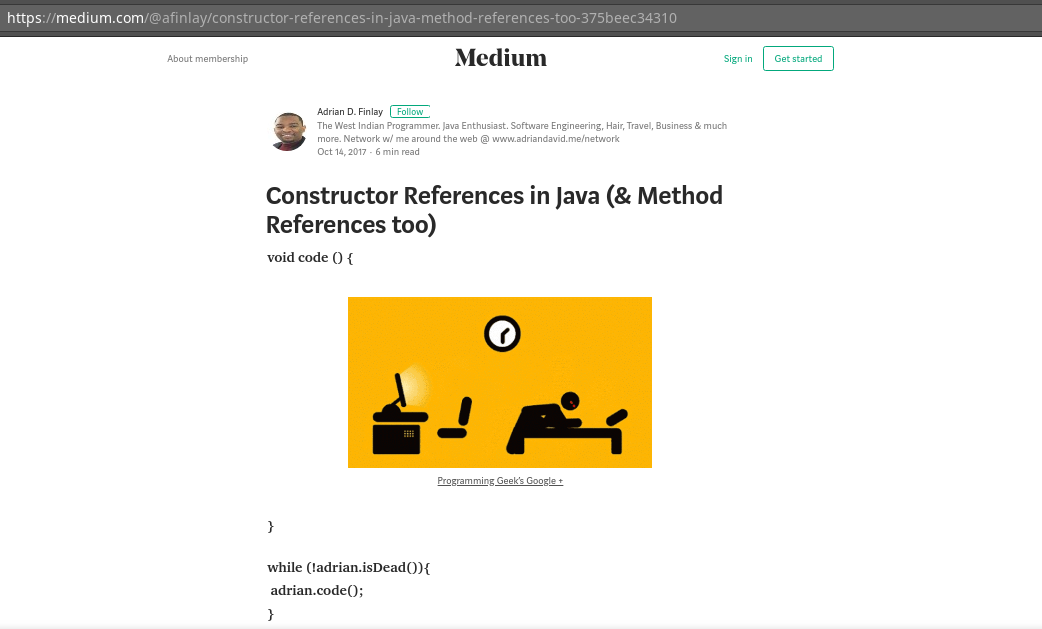 https://medium.com/@afinlay/constructor-references-in-java-method-references-too-375beec34310
About membership
Medium
Sign in
Get started
Adrian D. Finlay
Follow
The West Indian Programmer. Java Enthusiast. Software Engineering, Hair, Travel, Business & much
more. Network w/ me around the web @ www.adriandavid.me/network
Oct 14, 2017 · 6 min read
Constructor References in Java (& Method
References too)
void code () {
Programming Geek's Google +
}
while (!adrian.isDead()){
adrian.code();
}